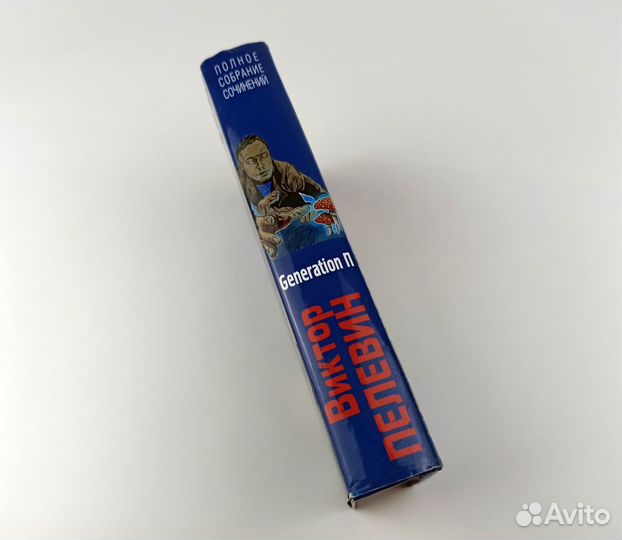 ПОЛНОЕ
СОБРАНИЕ
СОЧИНЕНИЙ
Generation П
Виктор
ПЕЛЕВИН
Avito